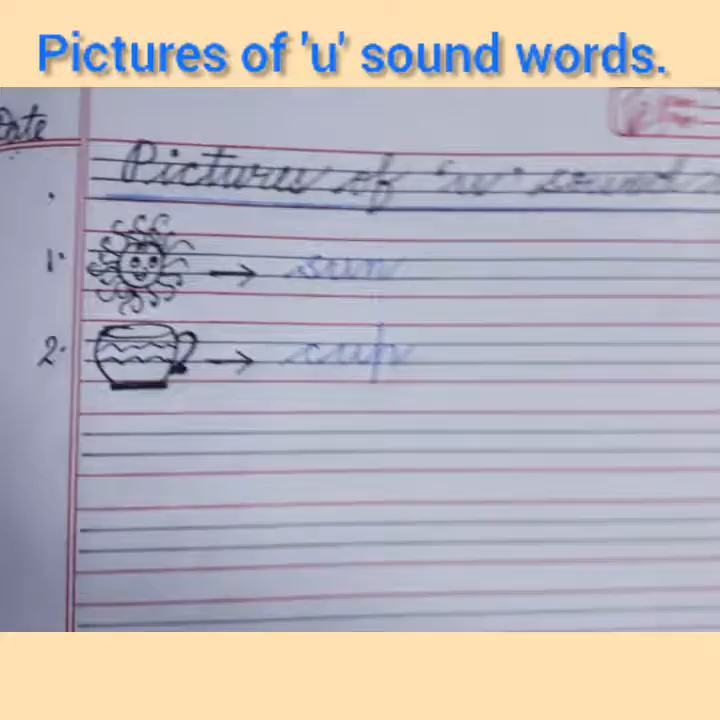 Pictures of 'u' sound words.
Date
Pictures of 'u' sound
1. sun
2. cup